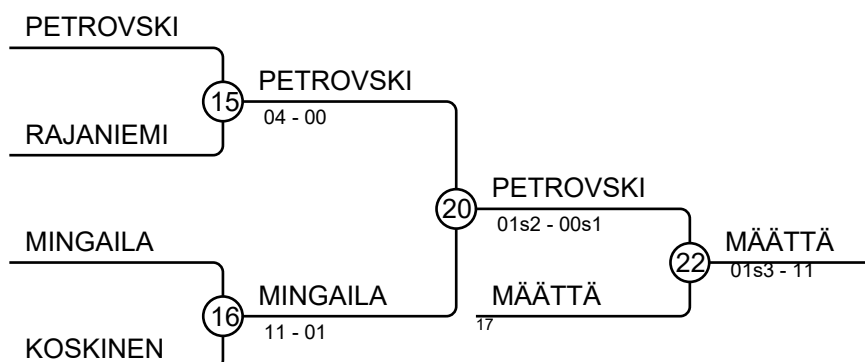 PETROVSKI
15
PETROVSKI
04 - 00
RAJANIEMI
20
PETROVSKI
01s2 - 00s1
MINGAILA
22
MÄÄTTÄ
01s3 - 11
16
MINGAILA
11 - 01
MÄÄTTÄ
17
KOSKINEN